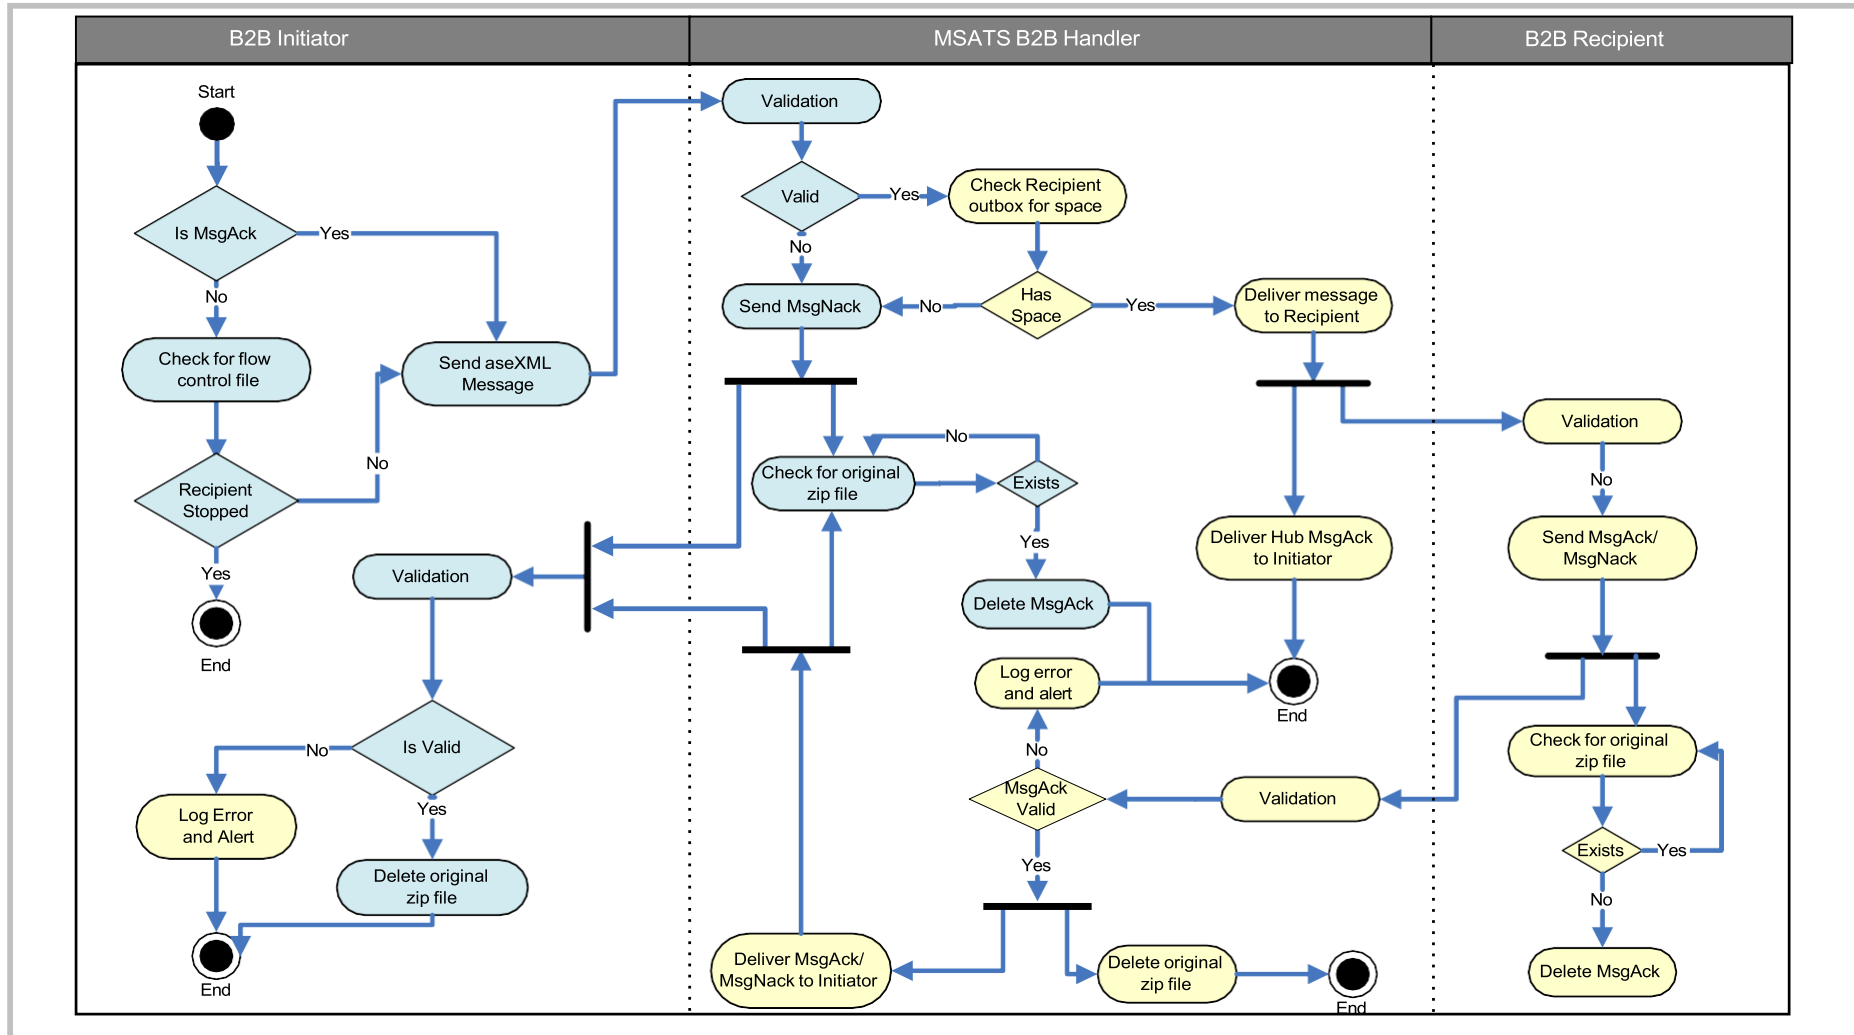 B2B Initiator
MSATS B2B Handler
B2B Recipient
Start
Is MsgAck
Yes
No
Check for flow
control file
Recipient
Stopped
No
Yes
End
Send aseXML
Message
Validation
Is Valid
No
Yes
Log Error
and Alert
Delete original
zip file
End
Validation
Valid
Yes
No
Check Recipient
outbox for space
Has
Space
No
Yes
Send MsgNack
Deliver message
to Recipient
Check for original
zip file
No
Exists
Yes
Delete MsgAck
Deliver Hub MsgAck
to Initiator
Log error
and alert
End
No
MsgAck
Valid
Validation
Yes
Deliver MsgAck/
MsgNack to Initiator
Delete original
zip file
End
Validation
No
Send MsgAck/
MsgNack
Check for original
zip file
Exists
Yes
No
Delete MsgAck